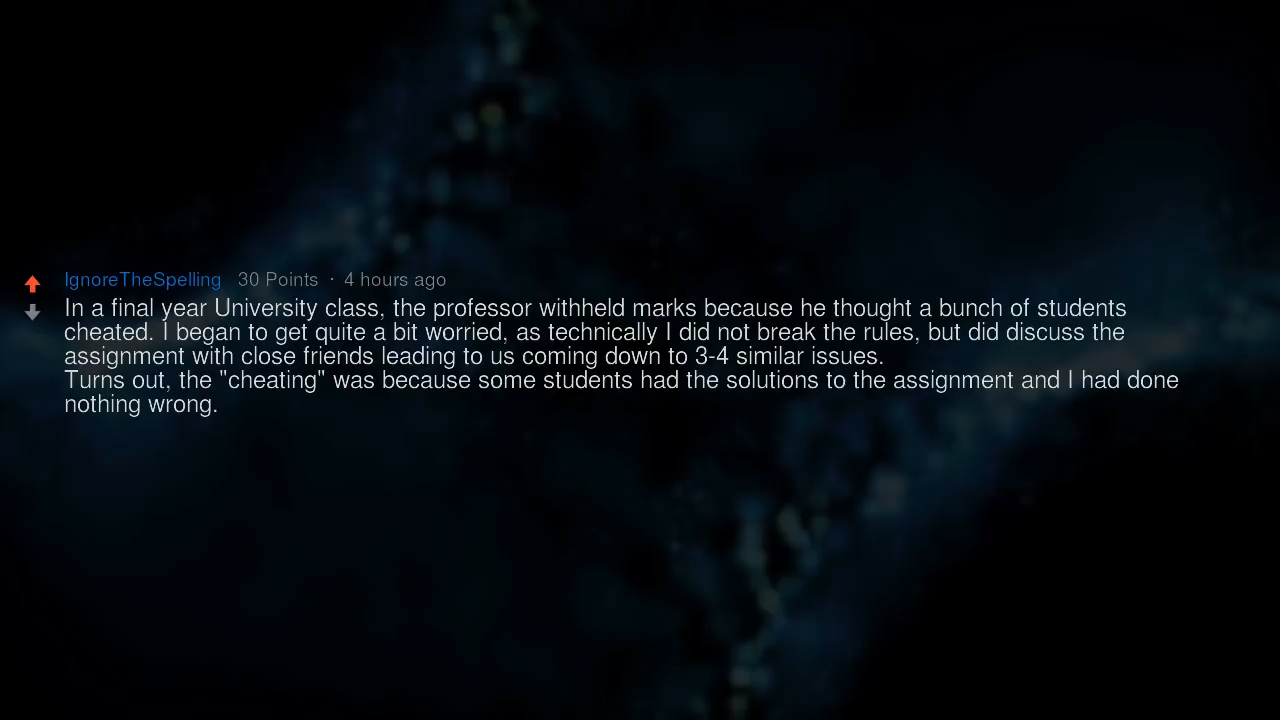 IgnoreTheSpelling 30 Points · 4 hours ago
In a final year University class, the professor withheld marks because he thought a bunch of students
cheated. I began to get quite a bit worried, as technically I did not break the rules, but did discuss the
assignment with close friends leading to us coming down to 3-4 similar issues.
Turns out, the "cheating" was because some students had the solutions to the assignment and I had done
nothing wrong.